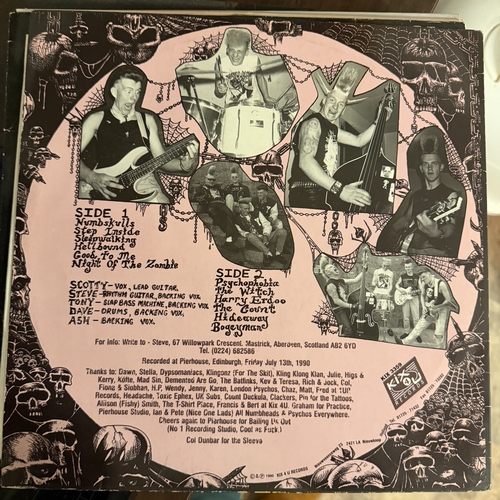 SIDE 1
Numbskulls
Step Inside
Sleepwalking
Hellbound
Good To Me
Night Of The Zombie
SIDE 2
Psychophobia
The Witch
Harry Erdoo
The Count
Hideaway
Bogeyman
SCOTTY - VOX, LEAD GUITAR,
STEVE - RHYTHM GUITAR, BACKING VOX
TONY - SLAP BASS MACHINE, BACKING VOX
DAVE - DRUMS, BACKING VOX,
ASH - BACKING VOX.
For Info: Write to - Steve, 67 Willowpark Crescent, Mastrick, Aberdeen, Scotland AB2 6YD
Tel. (0224) 682586
Recorded at Pierhouse, Edinburgh, Friday July 13th, 1990
Thanks to: Dawn, Stella, Dypsomaniacs, Klingonz (For The Skit), Kling Klong Klan, Julie, Higs &
Kerry, Kofte, Mad Sin, Demented Are Go, The Batlinks, Kev & Teresa, Rich & Jock, Col,
Fiona & Siobhan, H.P, Wendy, Jenny, Karen, London Psychos, Chaz, Matt, Fred at "Ut"
Records, Headache, Toxic Ephex, UK Subs, Count Duckula, Clackers, Pin for the Tattoos,
Alison (Fishy) Smith, The T-Shirt Place, Francis & Bert at Kix 4U, Graham for Practice,
Pierhouse Studio, Ian & Pete (Nice One Lads) All Numbheads & Psychos Everywhere.
Cheers again to Pierhouse for Bailing Us Out
(No 1 Recording Studio, Cool as Fuck.)
Col Dunbar for the Sleeve
© ℗ 1990 KIX 4 U RECORDS